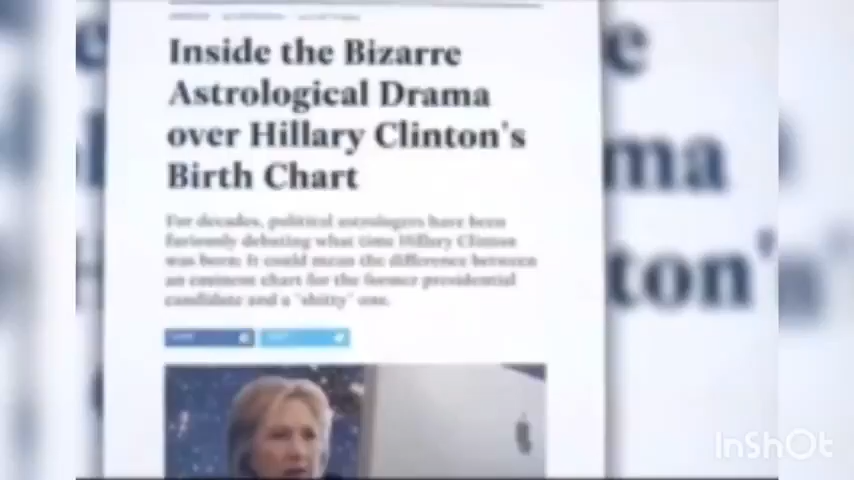 Inside the Bizarre
Astrological Drama
over Hillary Clinton's
Birth Chart
For decades, political astrologers have been
furiously debating what time Hillary Clinton
was born: It could mean the difference between
an eminent chart for the former presidential
candidate and a "shitty" one.
e
ma
ton's
InShOt